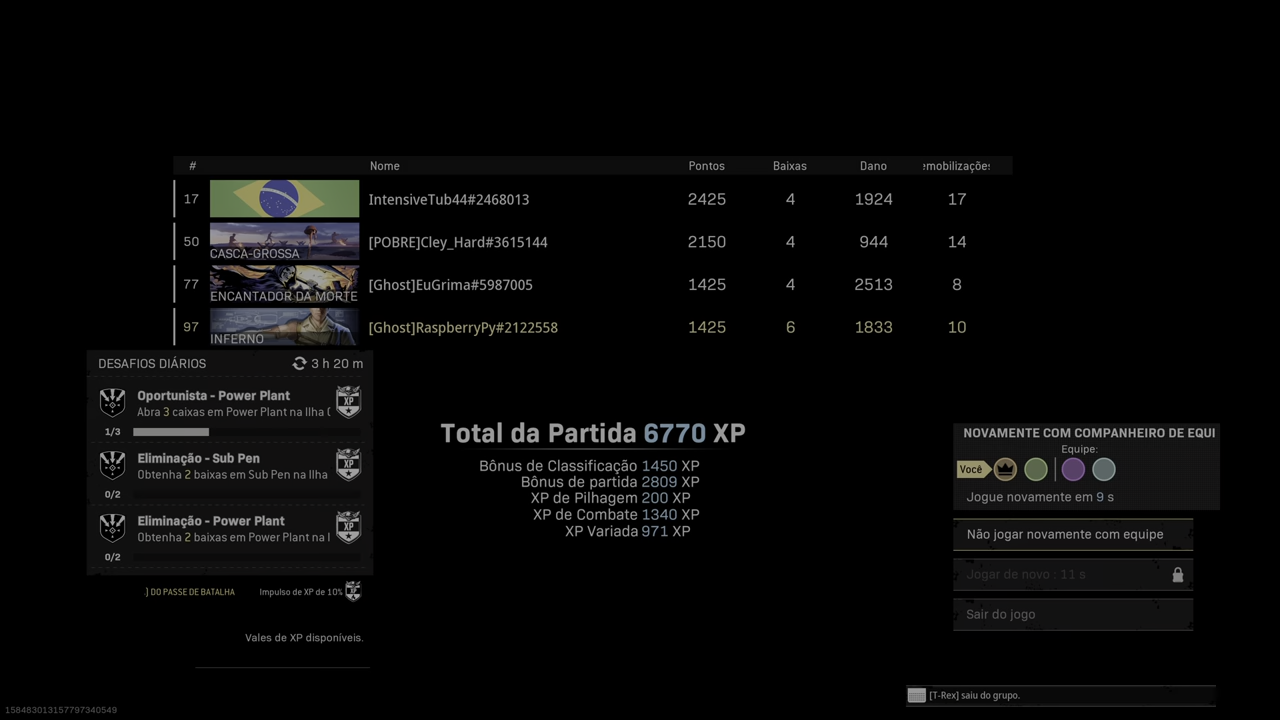 # Nome Pontos Baixas Dano emobilizações
17 IntensiveTub44#2468013 2425 4 1924 17
50 CASCA-GROSSA [POBRE]Cley_Hard#3615144 2150 4 944 14
77 ENCANTADOR DA MORTE [Ghost]EuGrima#5987005 1425 4 2513 8
97 INFERNO [Ghost]RaspberryPy#2122558 1425 6 1833 10
DESAFIOS DIÁRIOS 3 h 20 m
Oportunista - Power Plant
Abra 3 caixas em Power Plant na Ilha
1/3
XP
Eliminação - Sub Pen
Obtenha 2 baixas em Sub Pen na Ilha
0/2
XP
Eliminação - Power Plant
Obtenha 2 baixas em Power Plant na I
0/2
XP
.] DO PASSE DE BATALHA Impulso de XP de 10%
Vales de XP disponíveis.
Total da Partida 6770 XP
Bônus de Classificação 1450 XP
Bônus de partida 2809 XP
XP de Pilhagem 200 XP
XP de Combate 1340 XP
XP Variada 971 XP
NOVAMENTE COM COMPANHEIRO DE EQUI
Equipe:
Você
Jogue novamente em 9 s
Não jogar novamente com equipe
Jogar de novo : 11 s
Sair do jogo
[T-Rex] saiu do grupo.
158483013157797340549